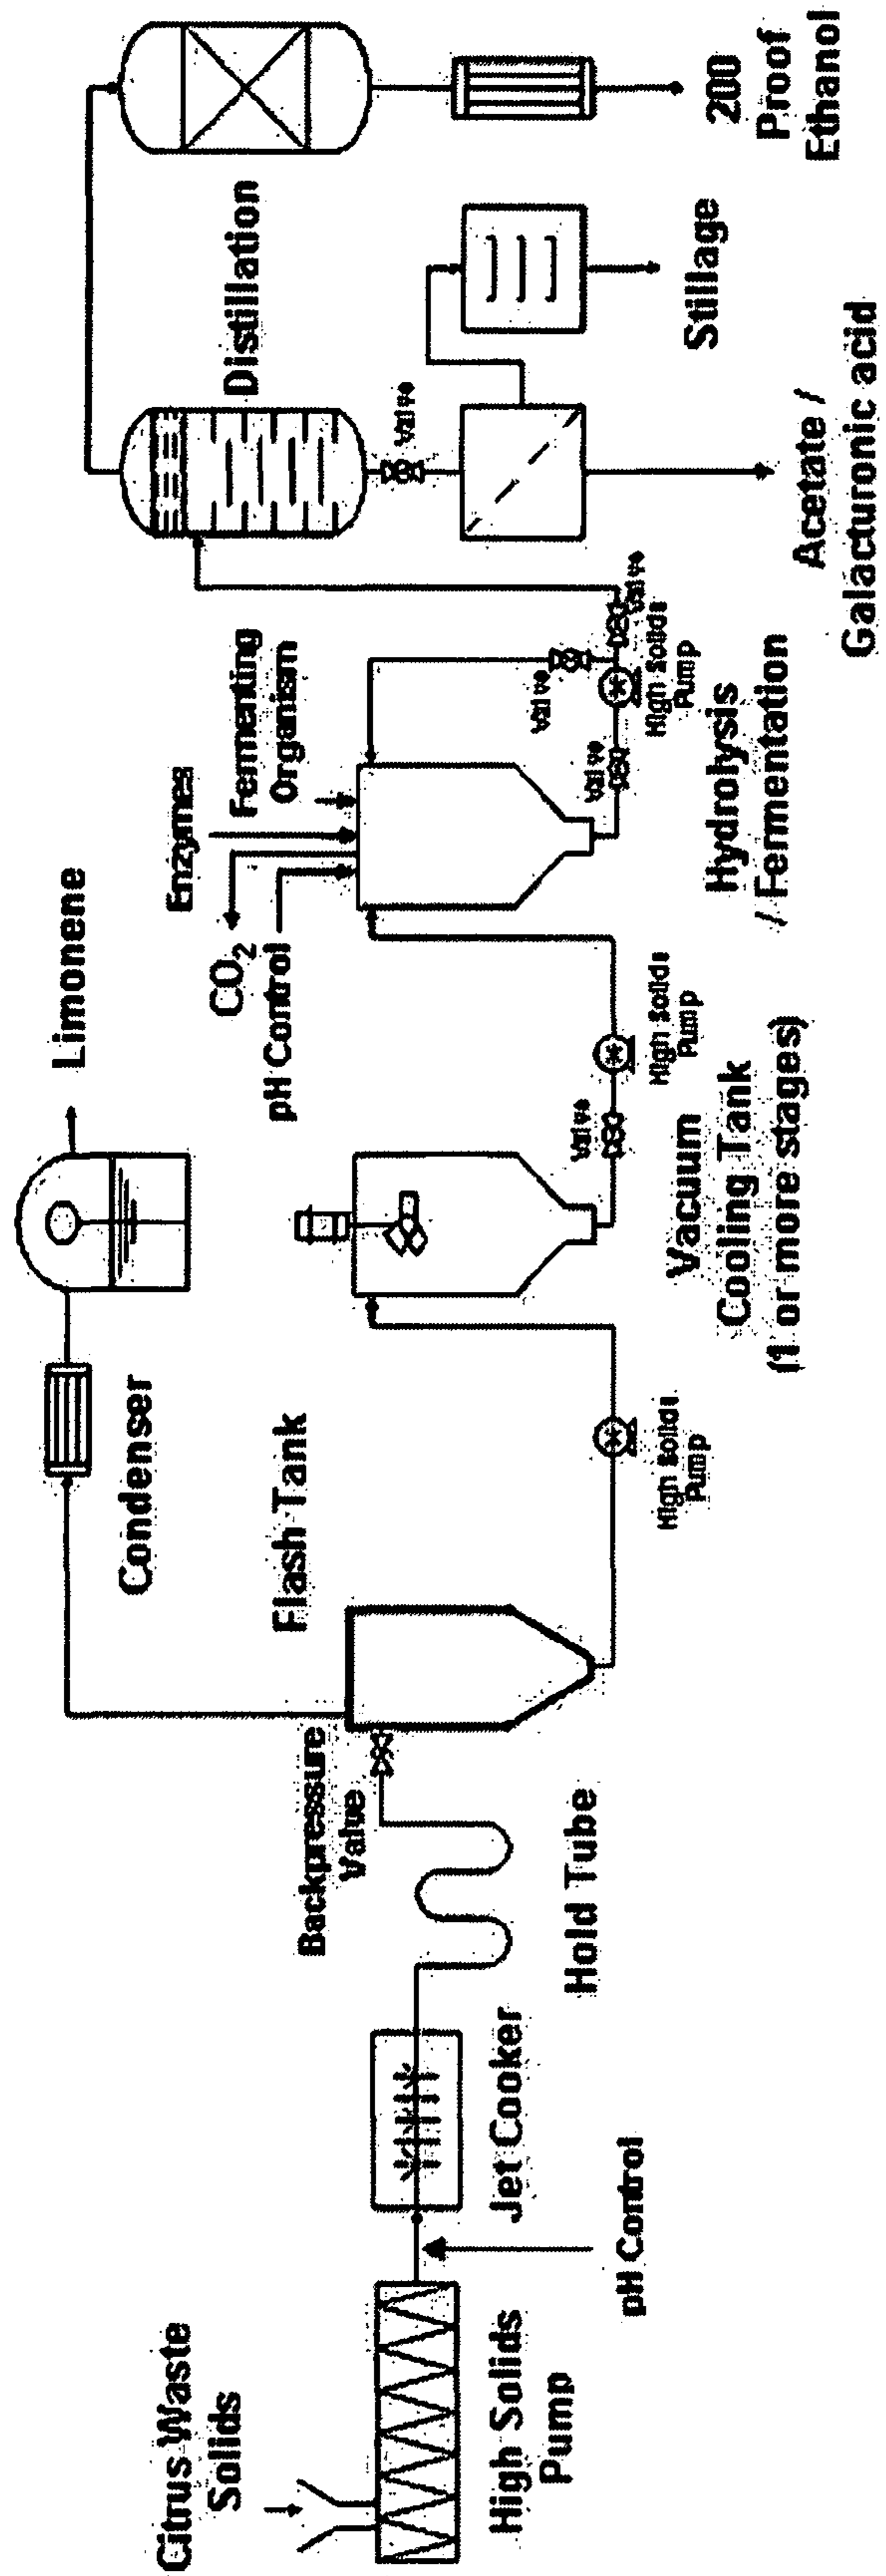 Citrus Waste
Solids
High Solids
Pump
pH Control
Jet Cooker
Hold Tube
Backpressure
Valve
Flash Tank
Condenser
Limonene
High Solids
Pump
Vacuum
Cooling Tank
(1 or more stages)
Valve
High Solids
Pump
pH Control
CO2
Enzymes
Fermenting
Organism
Hydrolysis
/ Fermentation
Valve
High Solids
Pump
Valve
Valve
Distillation
Valve
Acetate /
Galacturonic acid
Stillage
200
Proof
Ethanol